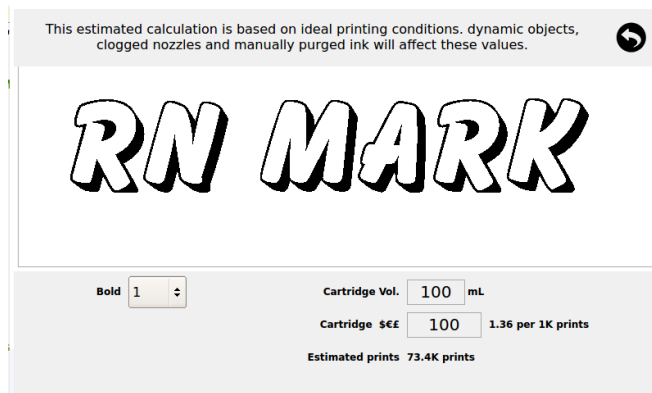 This estimated calculation is based on ideal printing conditions. dynamic objects,
clogged nozzles and manually purged ink will affect these values.
RN MARK
Bold 1 Cartridge Vol. 100 mL
Cartridge $€£ 100 1.36 per 1K prints
Estimated prints 73.4K prints